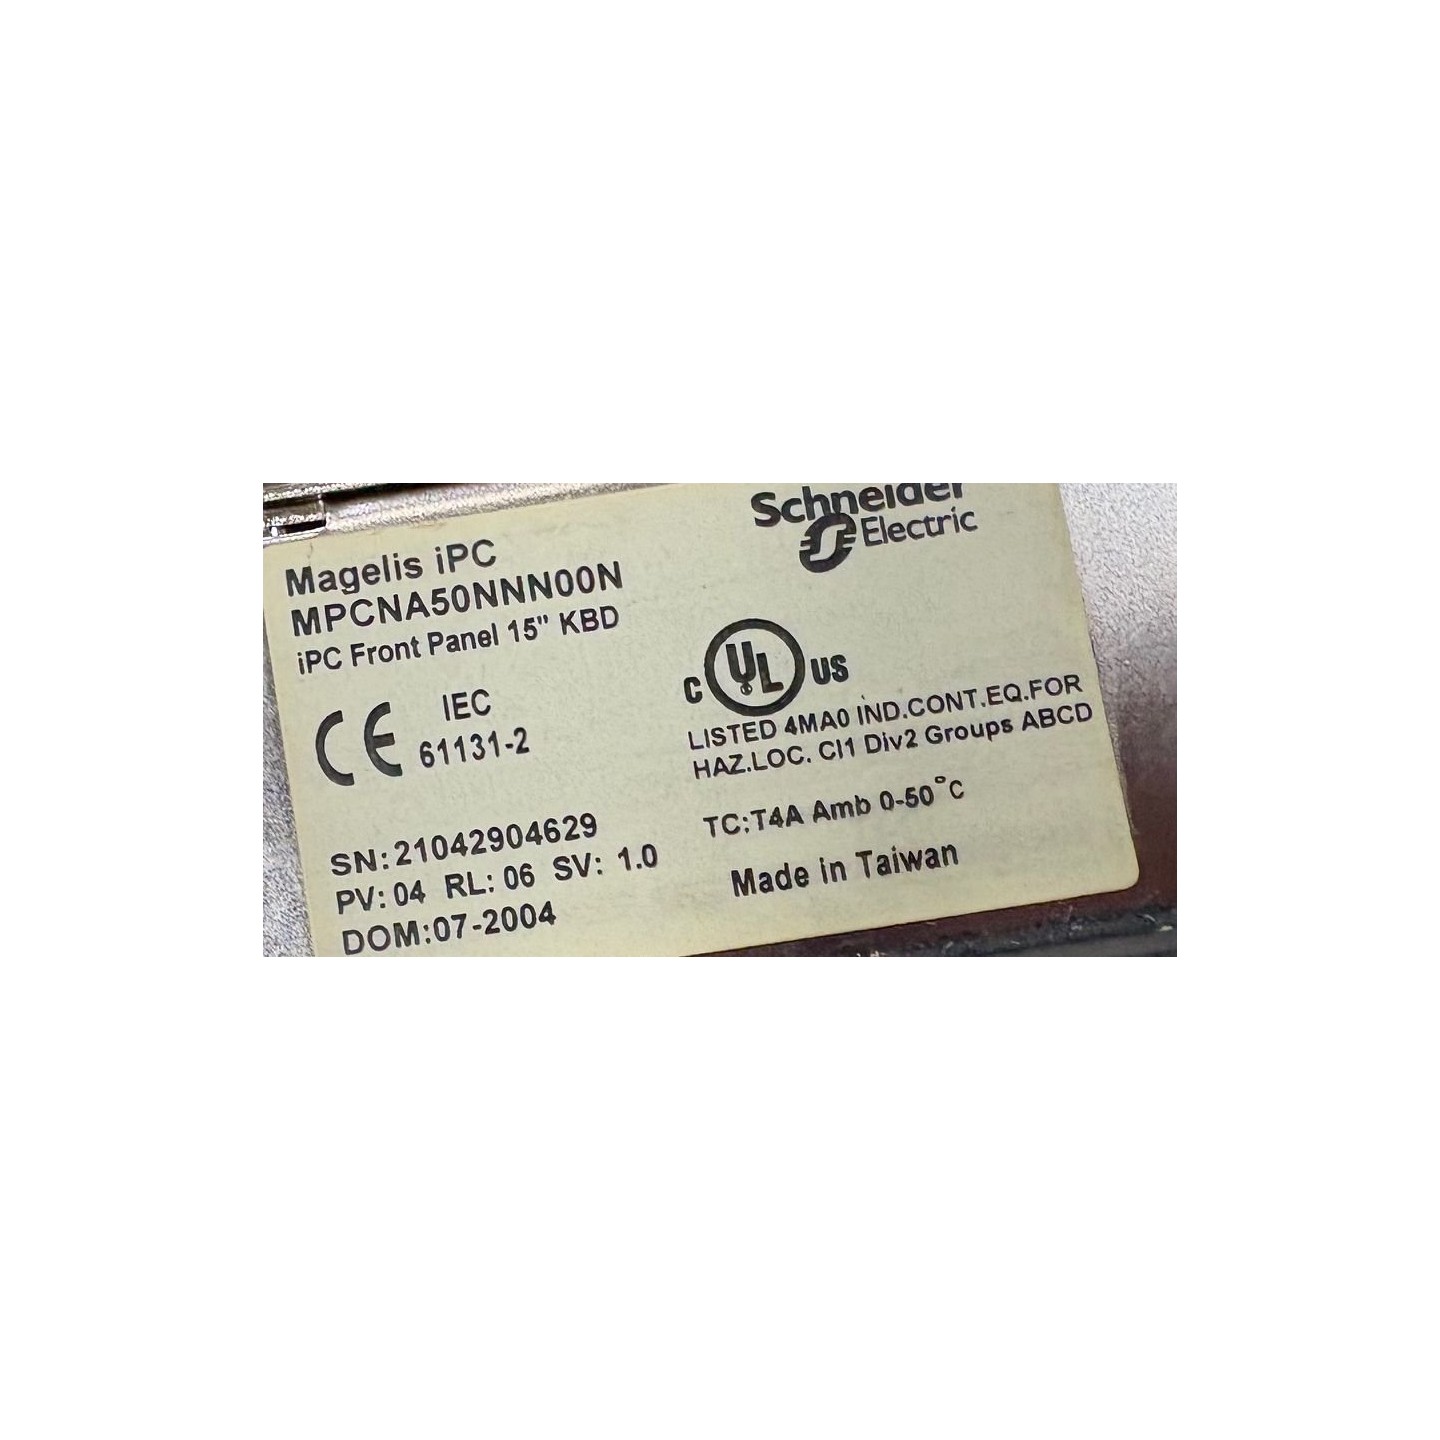 Schneider
Electric
Magelis iPC
MPCNA50NNN00N
iPC Front Panel 15" KBD
CE IEC
61131-2
C UL US
LISTED 4MA0 IND.CONT.EQ.FOR
HAZ.LOC. Cl1 Div2 Groups ABCD
TC:T4A Amb 0-50°C
Made in Taiwan
SN:21042904629
PV:04 RL:06 SV: 1.0
DOM:07-2004